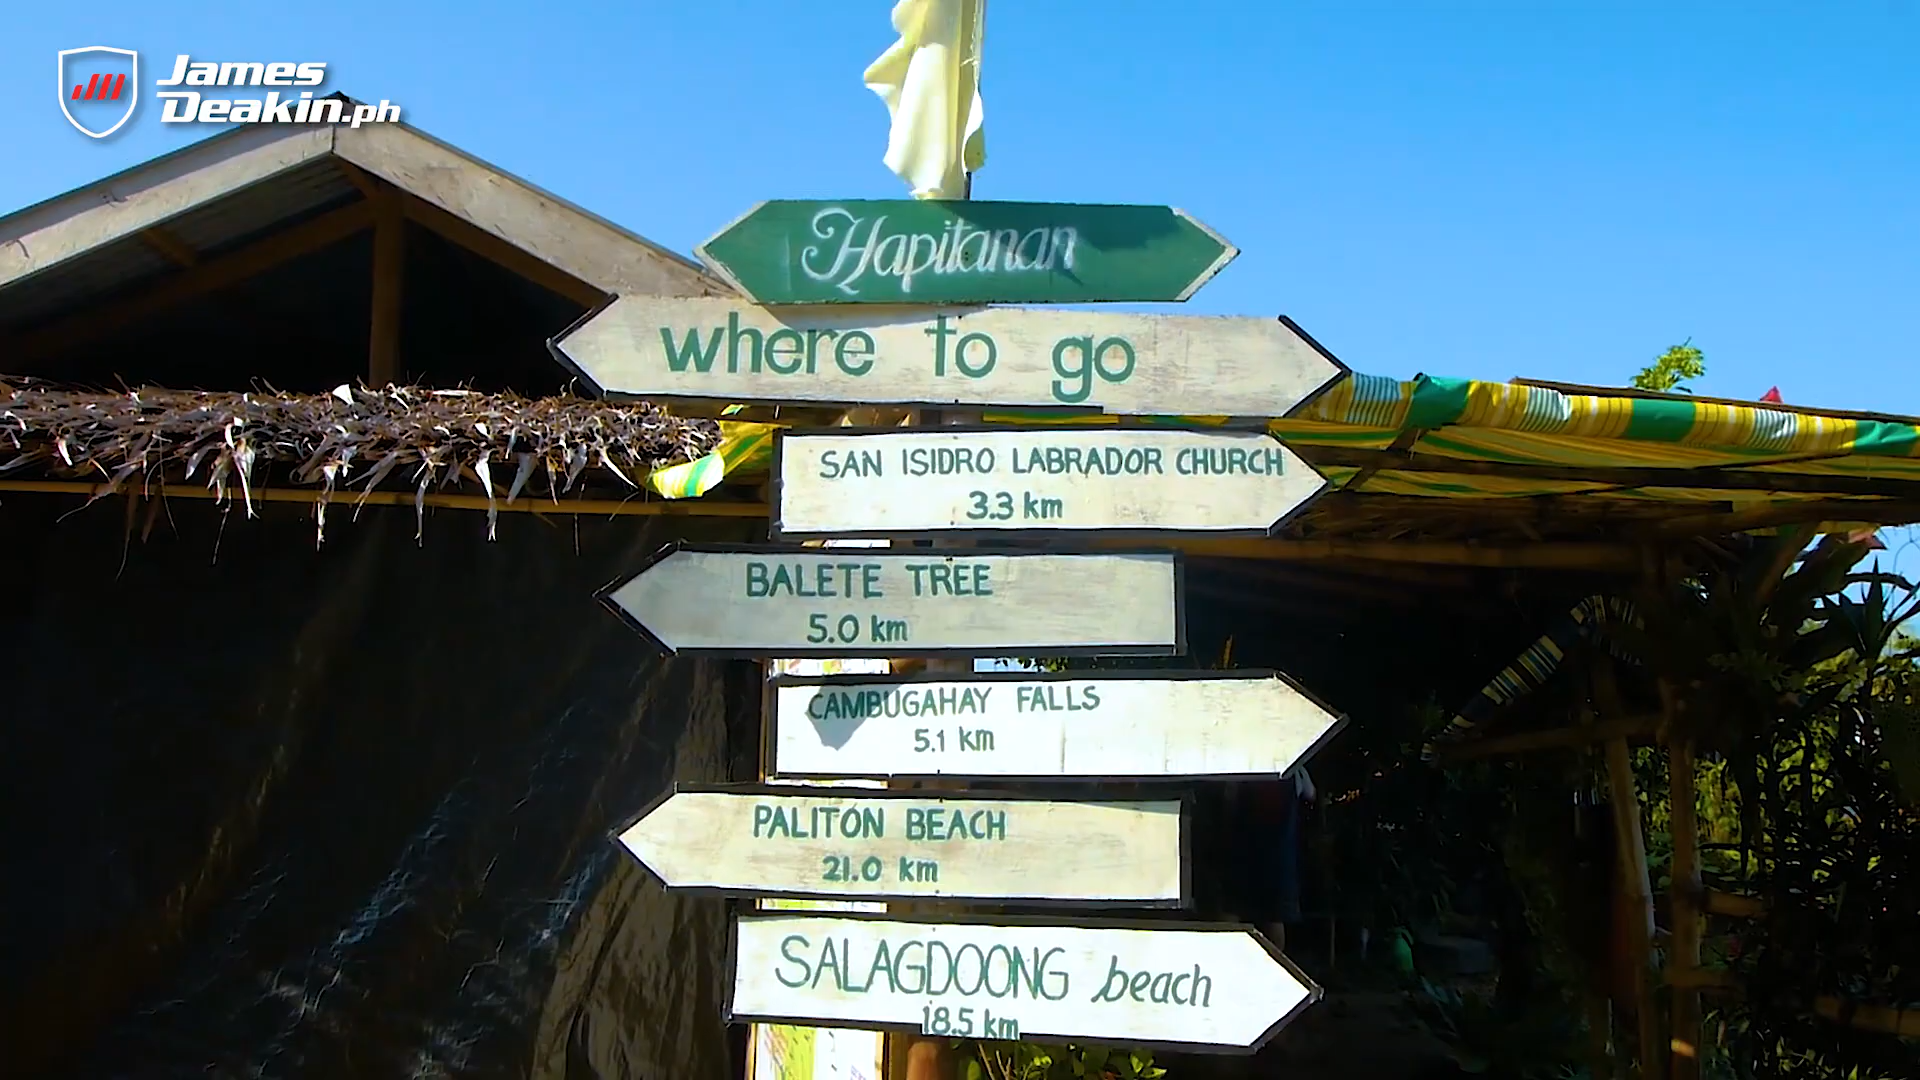 James
Deakin.ph
Hapitanan
where to go
SAN ISIDRO LABRADOR CHURCH
3.3 km
BALETE TREE
5.0 km
CAMBUGAHAY FALLS
5.1 km
PALITON BEACH
21.0 km
SALAGDOONG beach
18.5 km